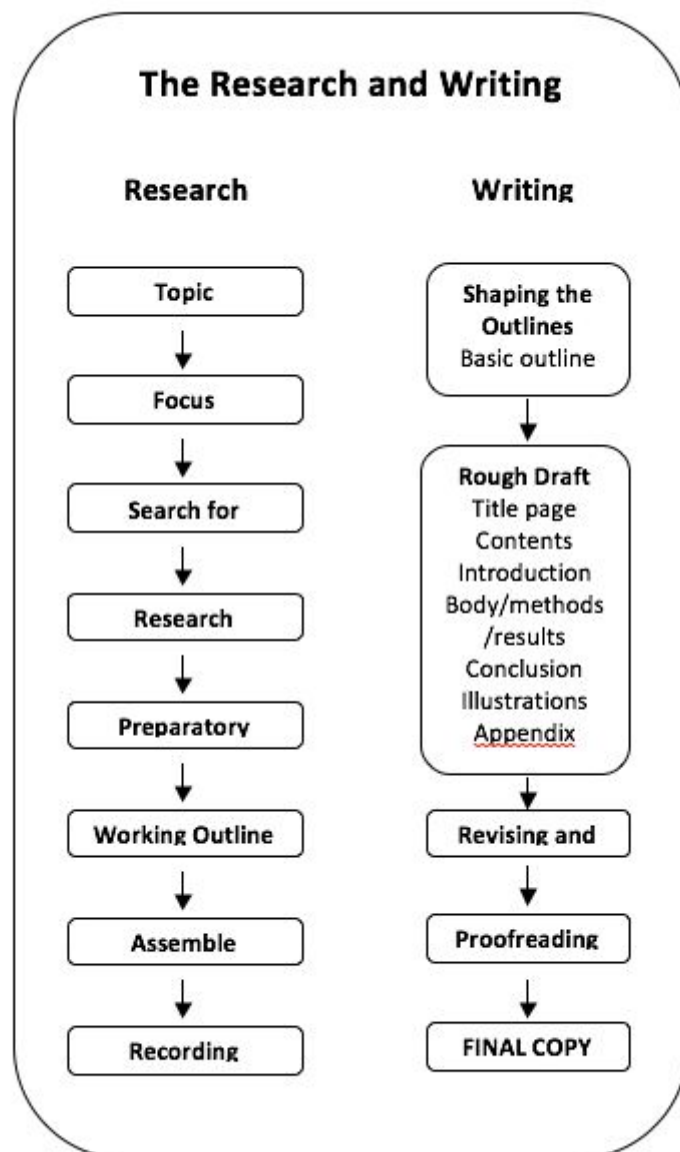 The Research and Writing
Research
Topic
Focus
Search for
Research
Preparatory
Working Outline
Assemble
Recording
Writing
Shaping the
Outlines
Basic outline
Rough Draft
Title page
Contents
Introduction
Body/methods
/results
Conclusion
Illustrations
Appendix
Revising and
Proofreading
FINAL COPY